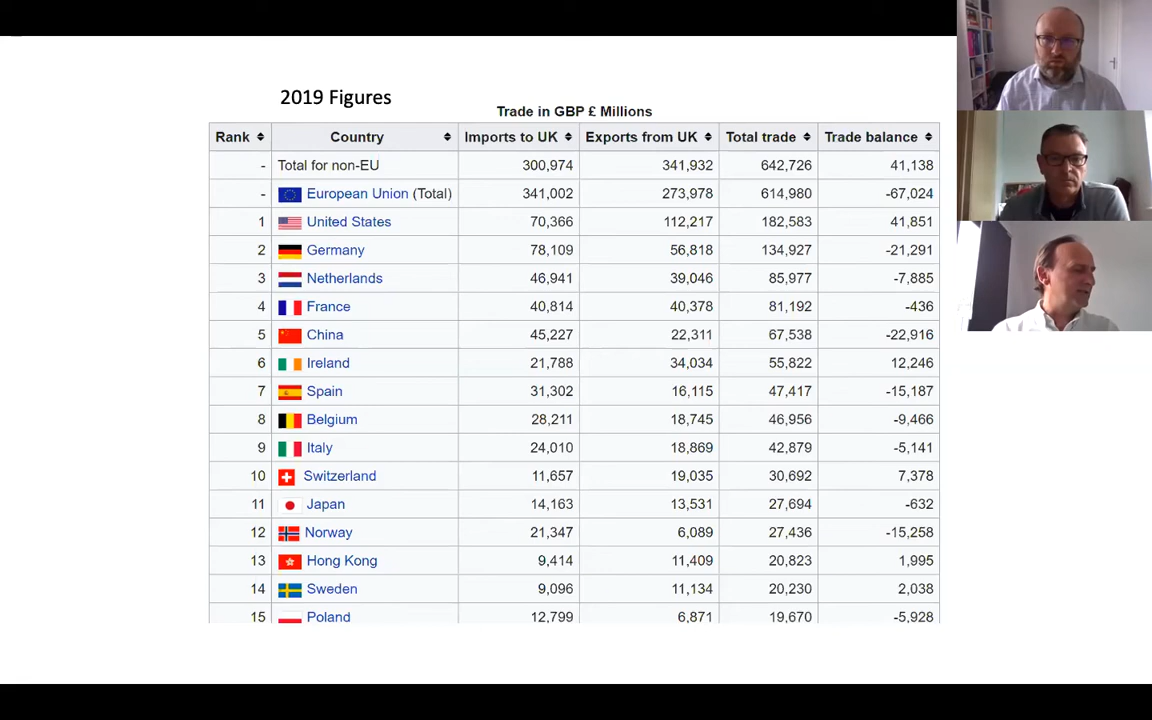 2019 Figures
Trade in GBP £ Millions
Rank Country Imports to UK Exports from UK Total trade Trade balance
- Total for non-EU 300,974 341,932 642,726 41,138
- European Union (Total) 341,002 273,978 614,980 -67,024
1 United States 70,366 112,217 182,583 41,851
2 Germany 78,109 56,818 134,927 -21,291
3 Netherlands 46,941 39,046 85,977 -7,885
4 France 40,814 40,378 81,192 -436
5 China 45,227 22,311 67,538 -22,916
6 Ireland 21,788 34,034 55,822 12,246
7 Spain 31,302 16,115 47,417 -15,187
8 Belgium 28,211 18,745 46,956 -9,466
9 Italy 24,010 18,869 42,879 -5,141
10 Switzerland 11,657 19,035 30,692 7,378
11 Japan 14,163 13,531 27,694 -632
12 Norway 21,347 6,089 27,436 -15,258
13 Hong Kong 9,414 11,409 20,823 1,995
14 Sweden 9,096 11,134 20,230 2,038
15 Poland 12,799 6,871 19,670 -5,928